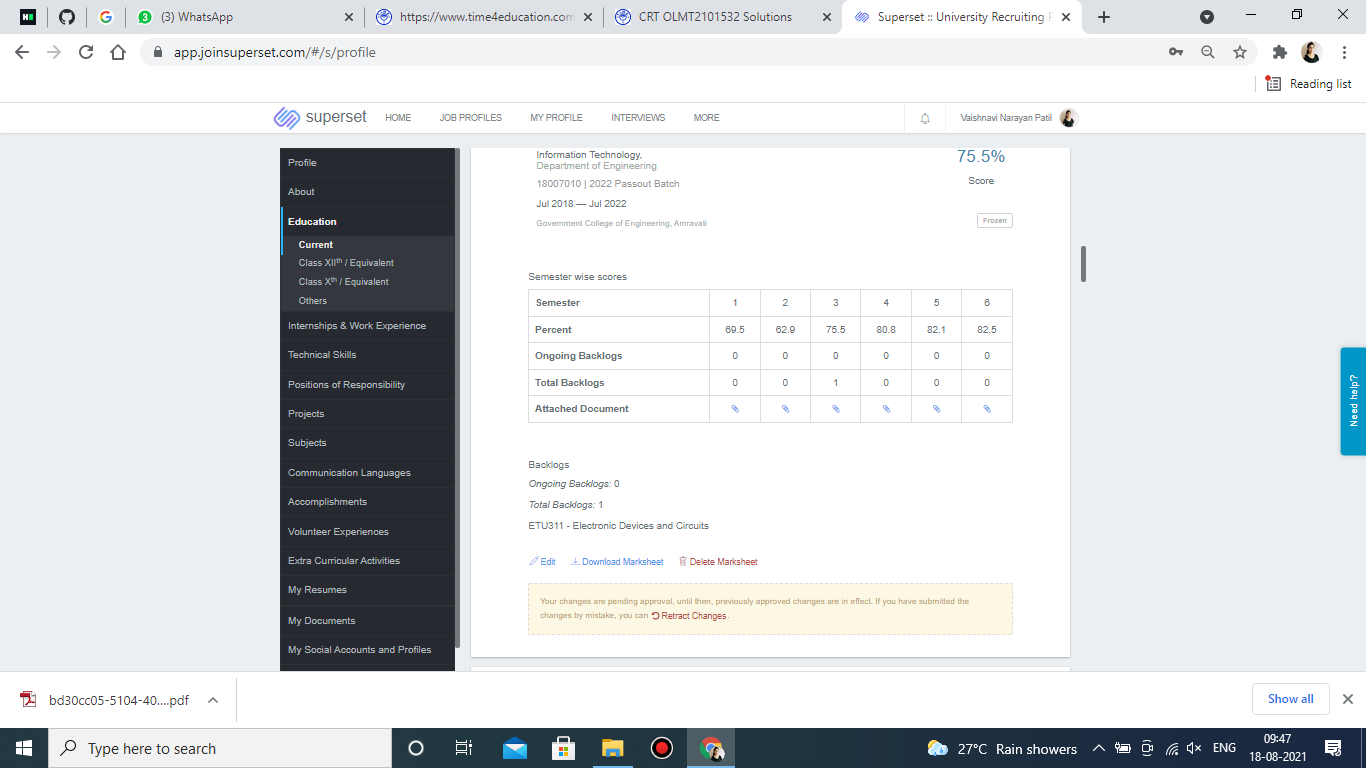 (3) WhatsApp
https://www.time4education.com
CRT OLMT2101532 Solutions
Superset :: University Recruiting
app.joinsuperset.com/#/s/profile
Reading list
superset
HOME
JOB PROFILES
MY PROFILE
INTERVIEWS
MORE
Vaishnavi Narayan Patil
Profile
About
Education
Current
Class XIIth / Equivalent
Class Xth / Equivalent
Others
Internships & Work Experience
Technical Skills
Positions of Responsibility
Projects
Subjects
Communication Languages
Accomplishments
Volunteer Experiences
Extra Curricular Activities
My Resumes
My Documents
My Social Accounts and Profiles
Information Technology,
Department of Engineering
18007010 | 2022 Passout Batch
Jul 2018 — Jul 2022
Government College of Engineering, Amravati
75.5%
Score
Frozen
Semester wise scores
Semester 1 2 3 4 5 6
Percent 69.5 62.9 75.5 80.8 82.1 82.5
Ongoing Backlogs 0 0 0 0 0 0
Total Backlogs 0 0 1 0 0 0
Attached Document
Backlogs
Ongoing Backlogs: 0
Total Backlogs: 1
ETU311 - Electronic Devices and Circuits
Edit Download Marksheet Delete Marksheet
Your changes are pending approval, until then, previously approved changes are in effect. If you have submitted the
changes by mistake, you can Retract Changes.
Need help?
bd30cc05-5104-40....pdf
Show all
Type here to search
27°C Rain showers
ENG
09:47
18-08-2021